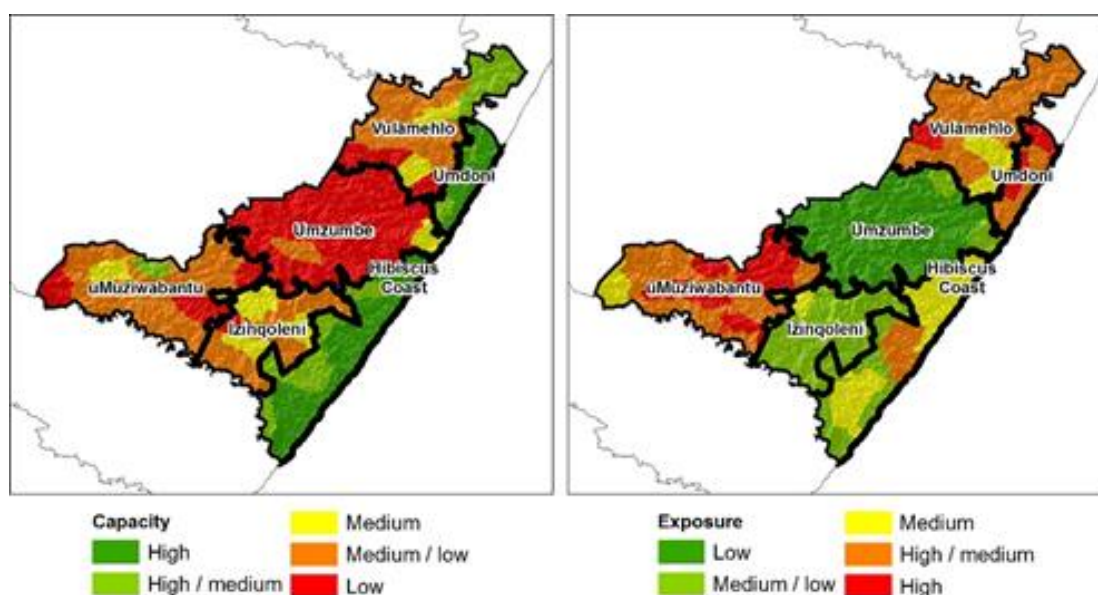 Vulamehlo
Umdoni
Umzumbe
Hibiscus
Coast
uMuziwabantu
Izinqoleni
Capacity
High
High / medium
Medium
Medium / low
Low
Vulamehlo
Umdoni
Umzumbe
Hibiscus
Coast
uMuziwabantu
Izinqoleni
Exposure
Low
Medium / low
Medium
High / medium
High